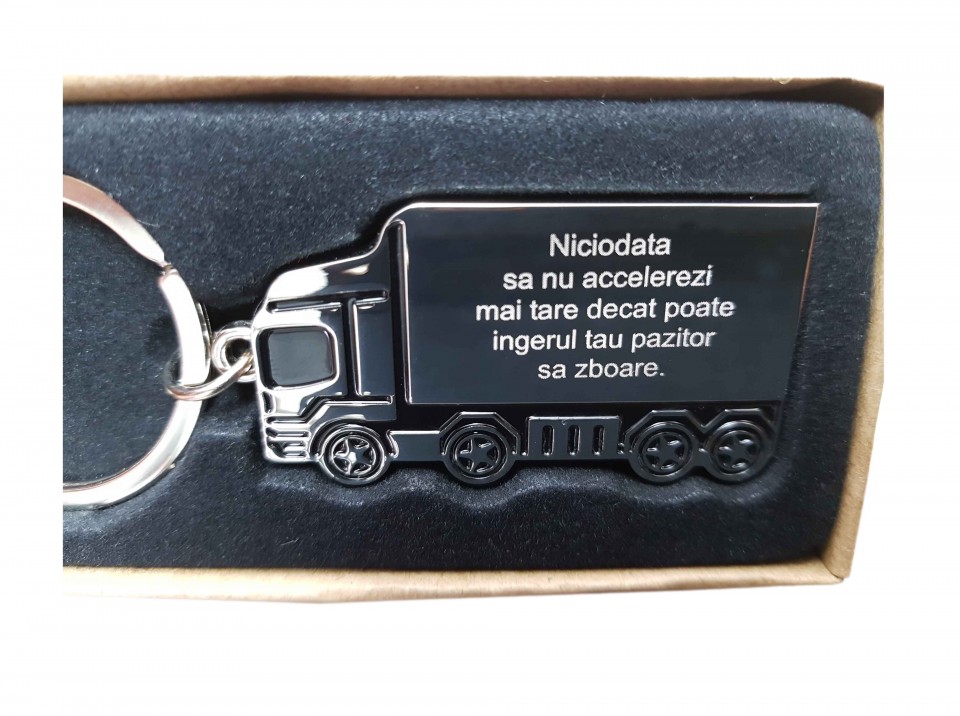 Niciodata
sa nu accelerezi
mai tare decat poate
ingerul tau pazitor
sa zboare.